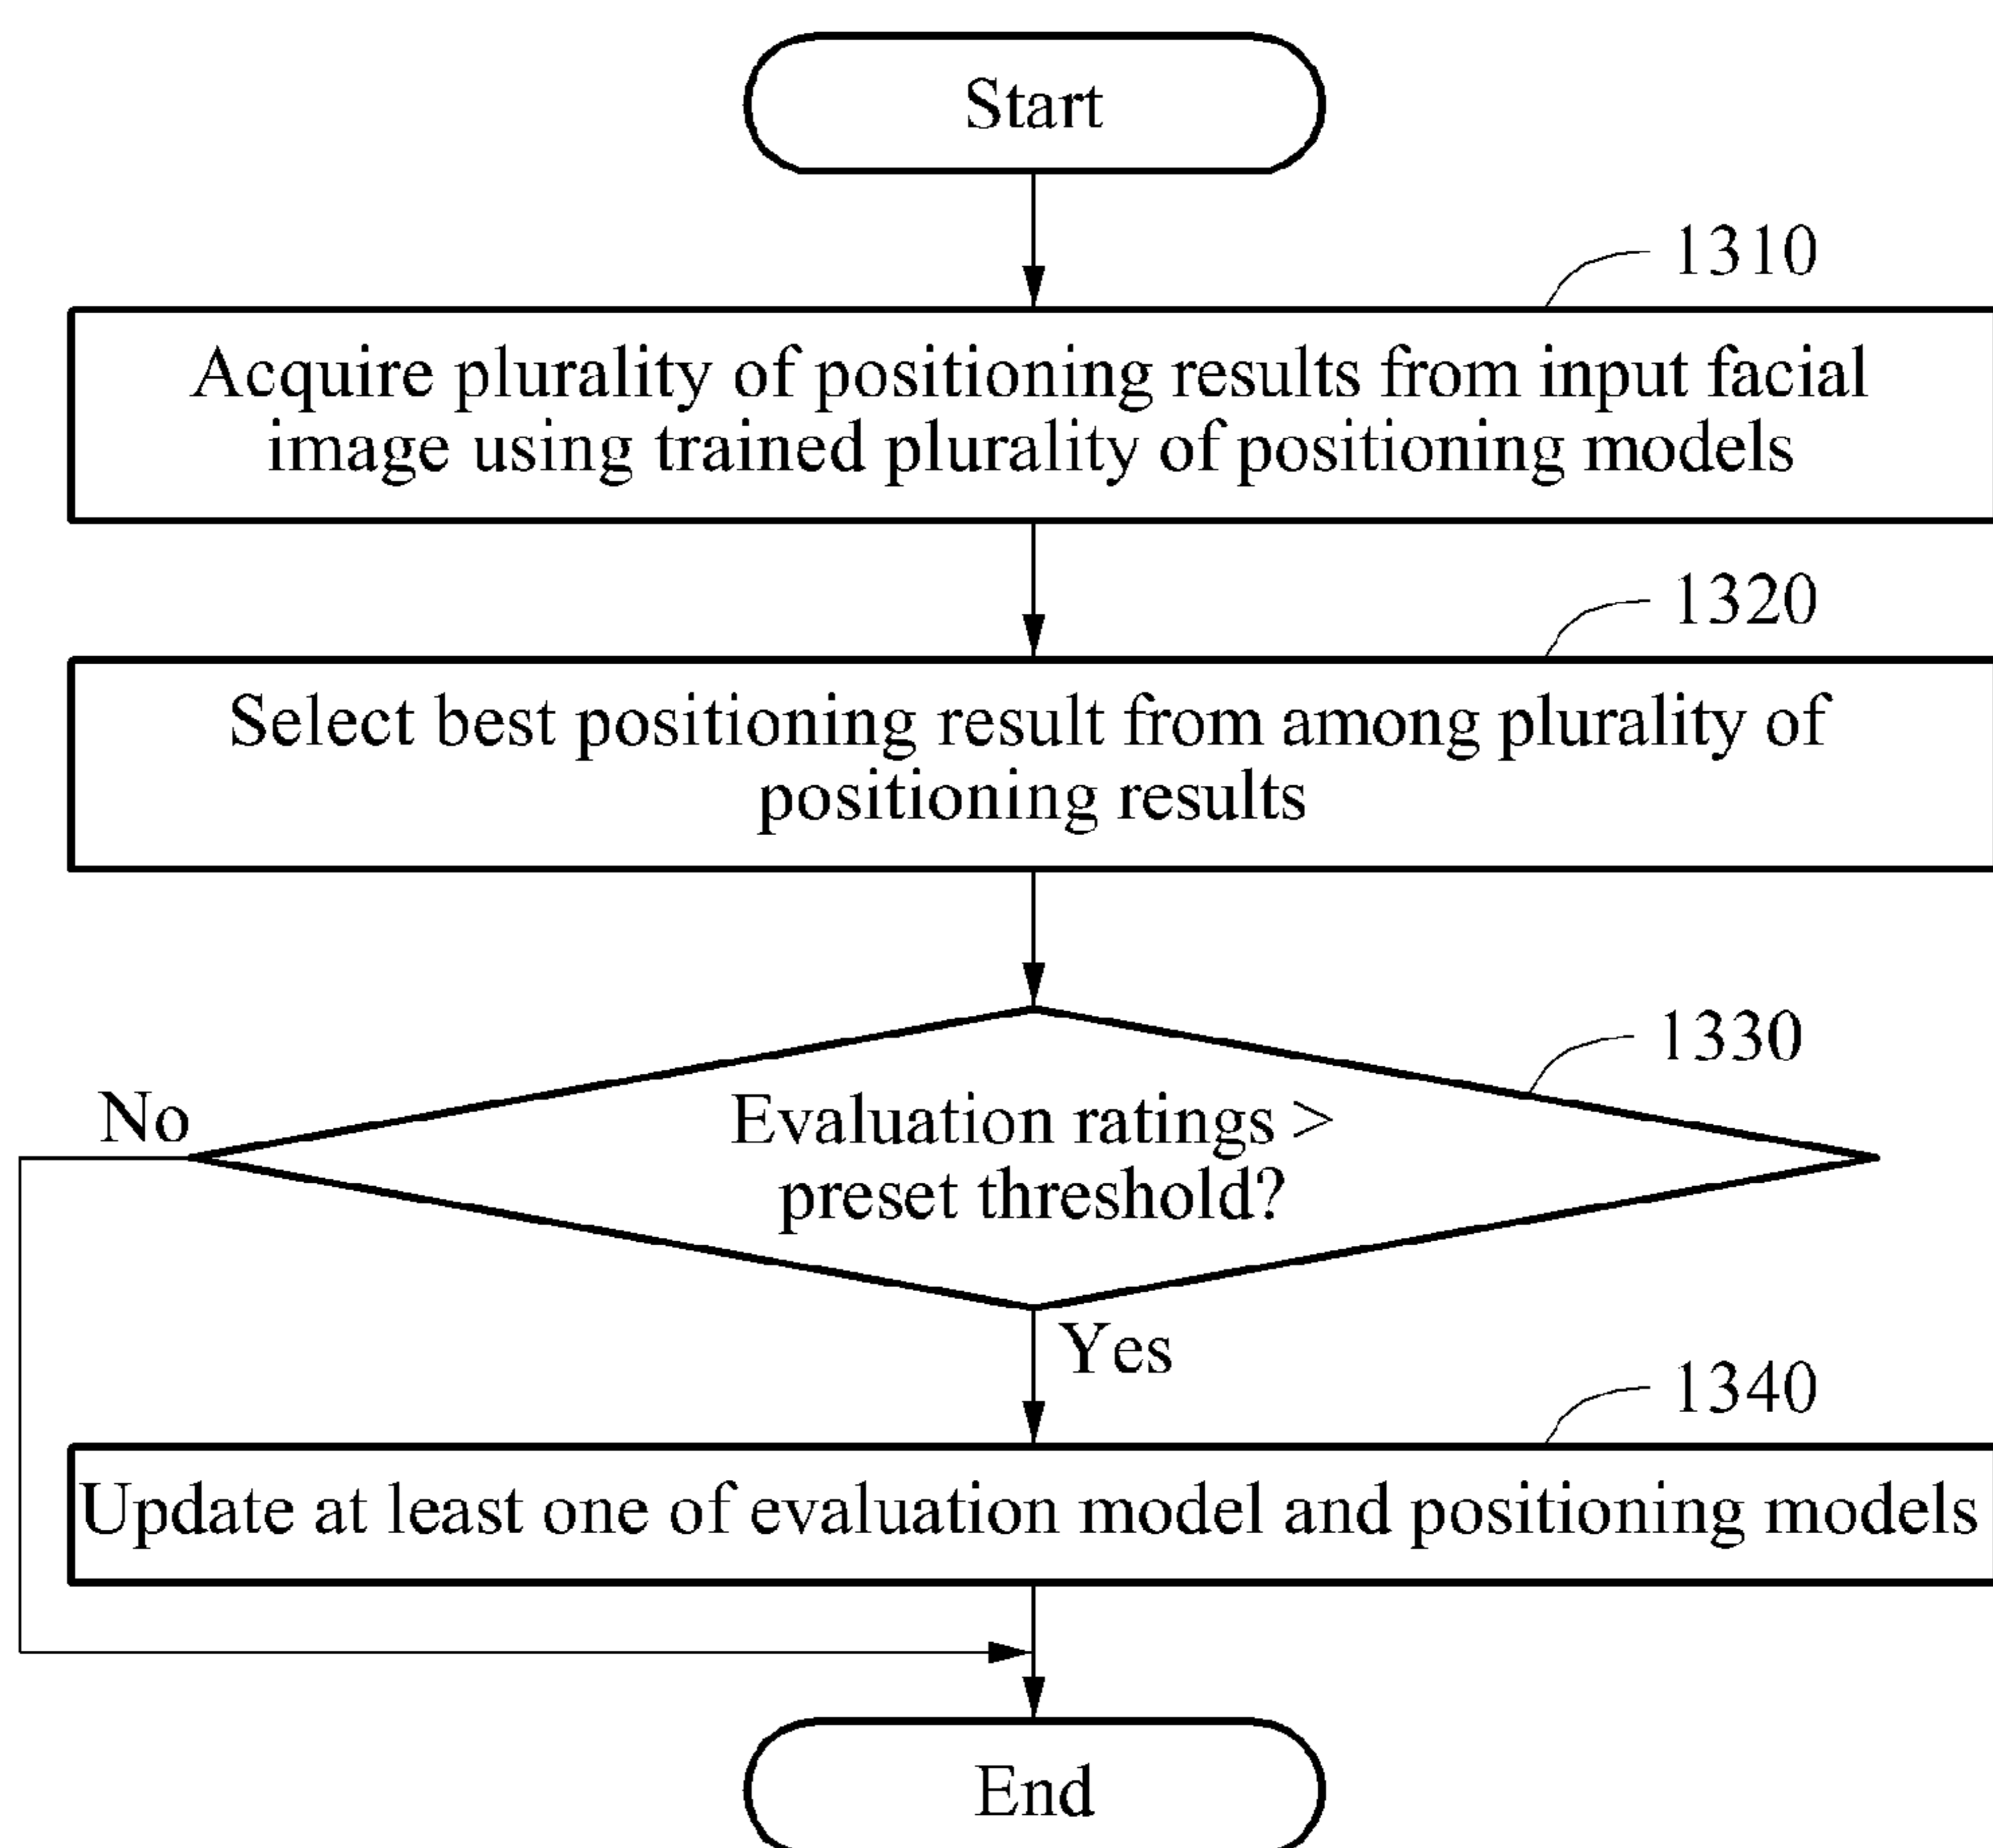 Start
1310
Acquire plurality of positioning results from input facial
image using trained plurality of positioning models
1320
Select best positioning result from among plurality of
positioning results
1330
No
Evaluation ratings >
preset threshold?
Yes
1340
Update at least one of evaluation model and positioning models
End